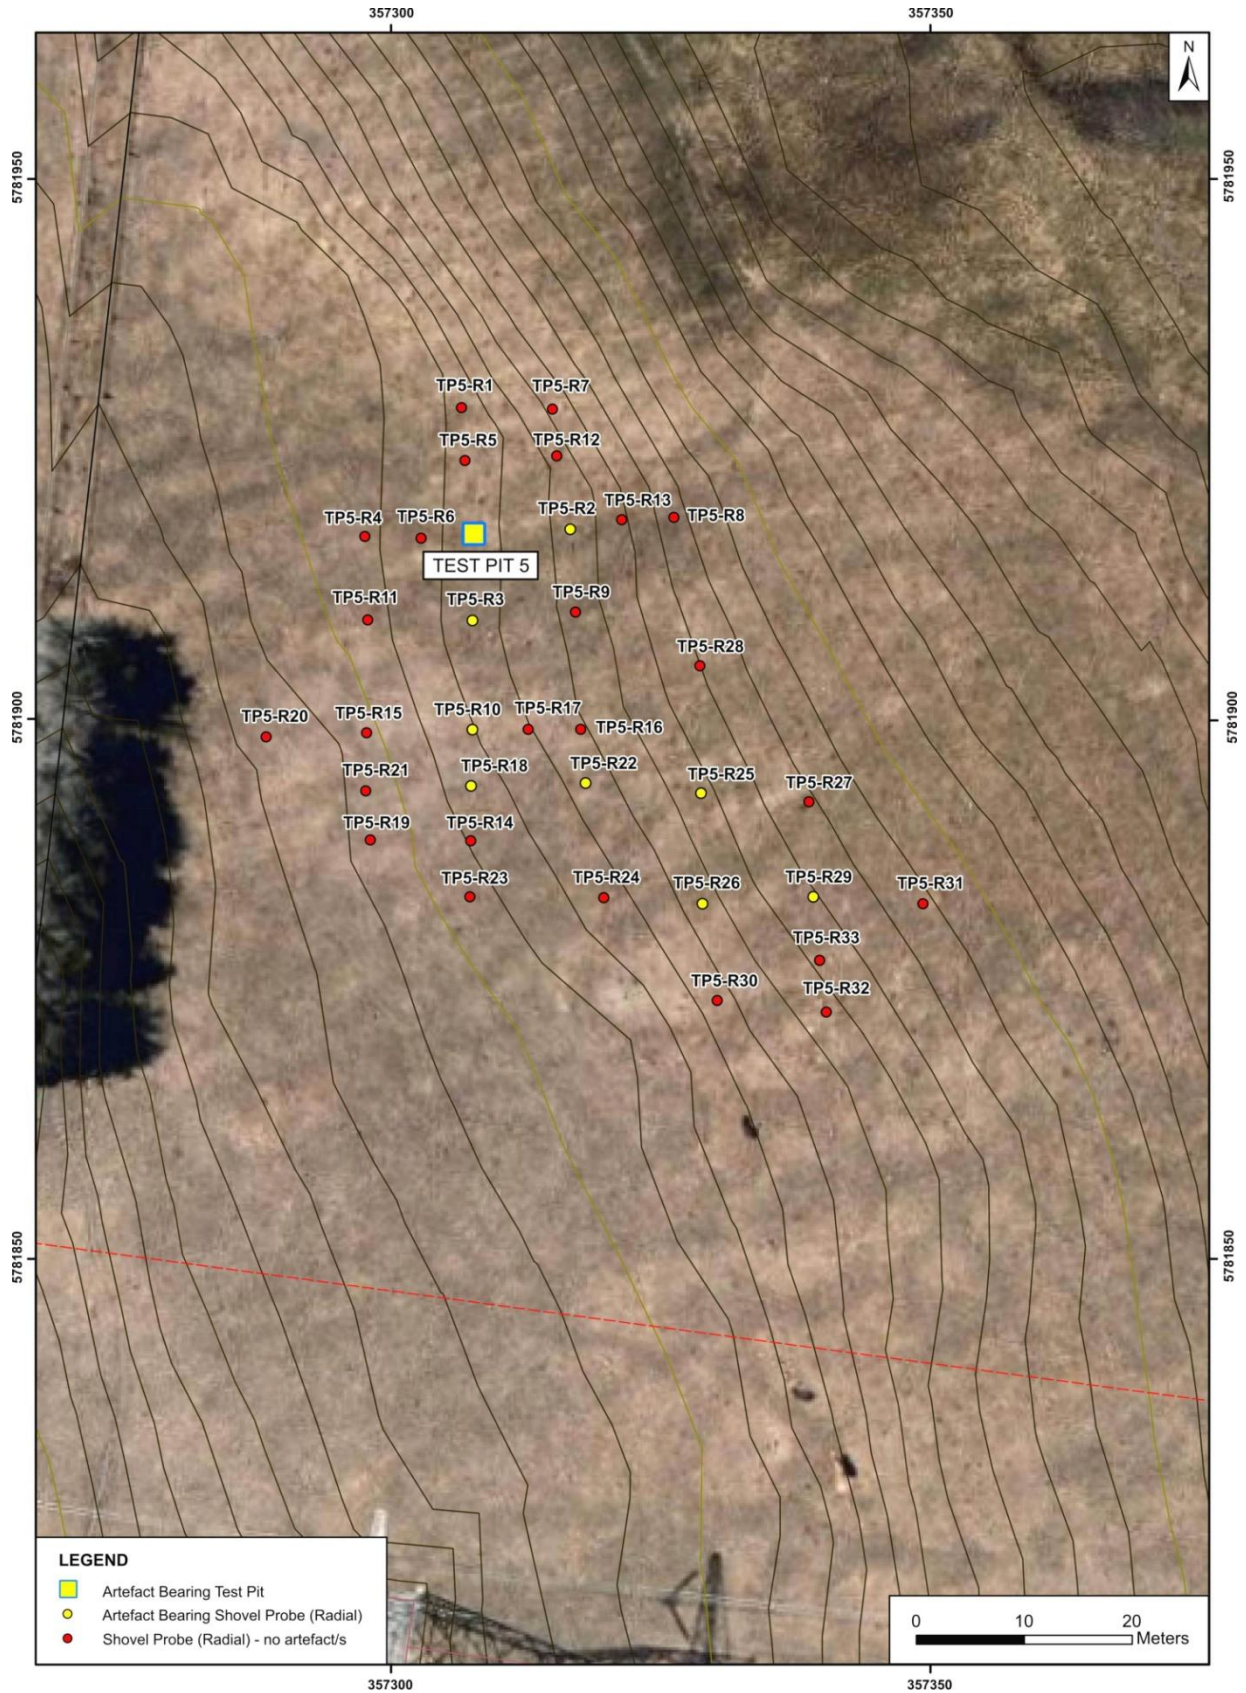 357300
357350
N
5781950
5781950
TP5-R1
TP5-R7
TP5-R5
TP5-R12
TP5-R4
TP5-R6
TP5-R2
TP5-R13
TP5-R8
TEST PIT 5
TP5-R11
TP5-R3
TP5-R9
TP5-R28
5781900
5781900
TP5-R20
TP5-R15
TP5-R10
TP5-R17
TP5-R16
TP5-R21
TP5-R18
TP5-R22
TP5-R25
TP5-R27
TP5-R19
TP5-R14
TP5-R23
TP5-R24
TP5-R26
TP5-R29
TP5-R31
TP5-R33
TP5-R30
TP5-R32
5781850
5781850
LEGEND
Artefact Bearing Test Pit
Artefact Bearing Shovel Probe (Radial)
Shovel Probe (Radial) - no artefact/s
0 10 20
Meters
357300
357350